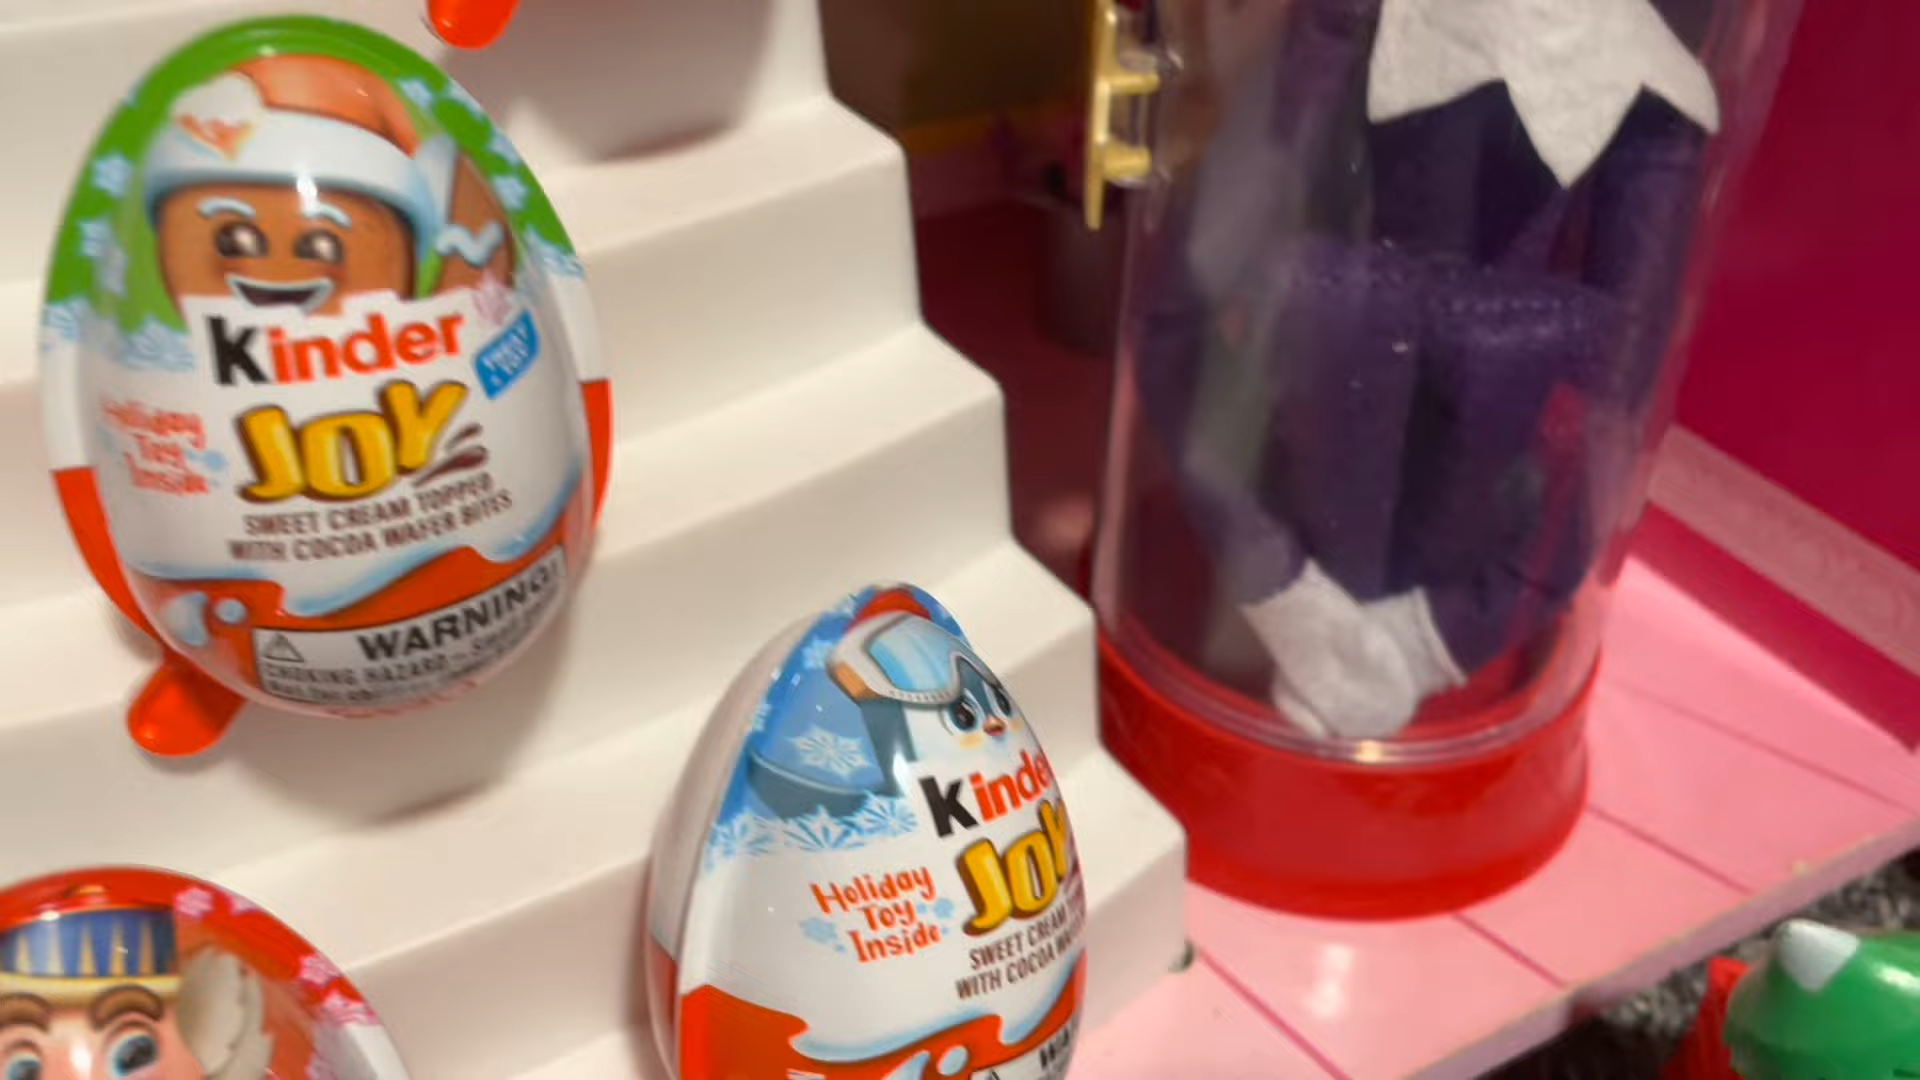 Kinder
JOY
Holiday
Toy
Inside
SWEET CREAM TOPPED
WITH COCOA WAFER BITES
WARNING:
CHOKING HAZARD
Kinde
JOY
Holiday
Toy
Inside
SWEET CREAM
WITH COCOA